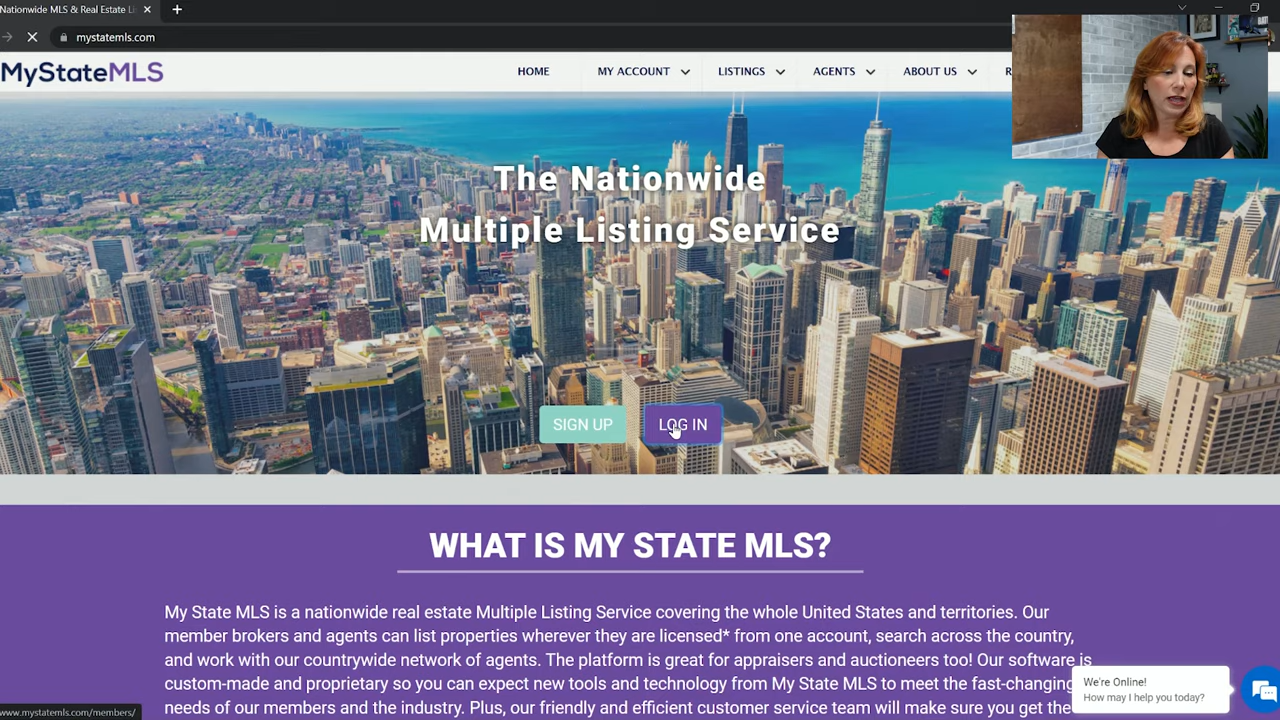 Nationwide MLS & Real Estate Li
mystatemls.com
MyStateMLS
HOME
MY ACCOUNT
LISTINGS
AGENTS
ABOUT US
R
The Nationwide
Multiple Listing Service
SIGN UP
LOG IN
WHAT IS MY STATE MLS?
My State MLS is a nationwide real estate Multiple Listing Service covering the whole United States and territories. Our
member brokers and agents can list properties wherever they are licensed* from one account, search across the country,
and work with our countrywide network of agents. The platform is great for appraisers and auctioneers too! Our software is
custom-made and proprietary so you can expect new tools and technology from My State MLS to meet the fast-changing
needs of our members and the industry. Plus, our friendly and efficient customer service team will make sure you get the
We're Online!
How may I help you today?
www.mystatemls.com/members/